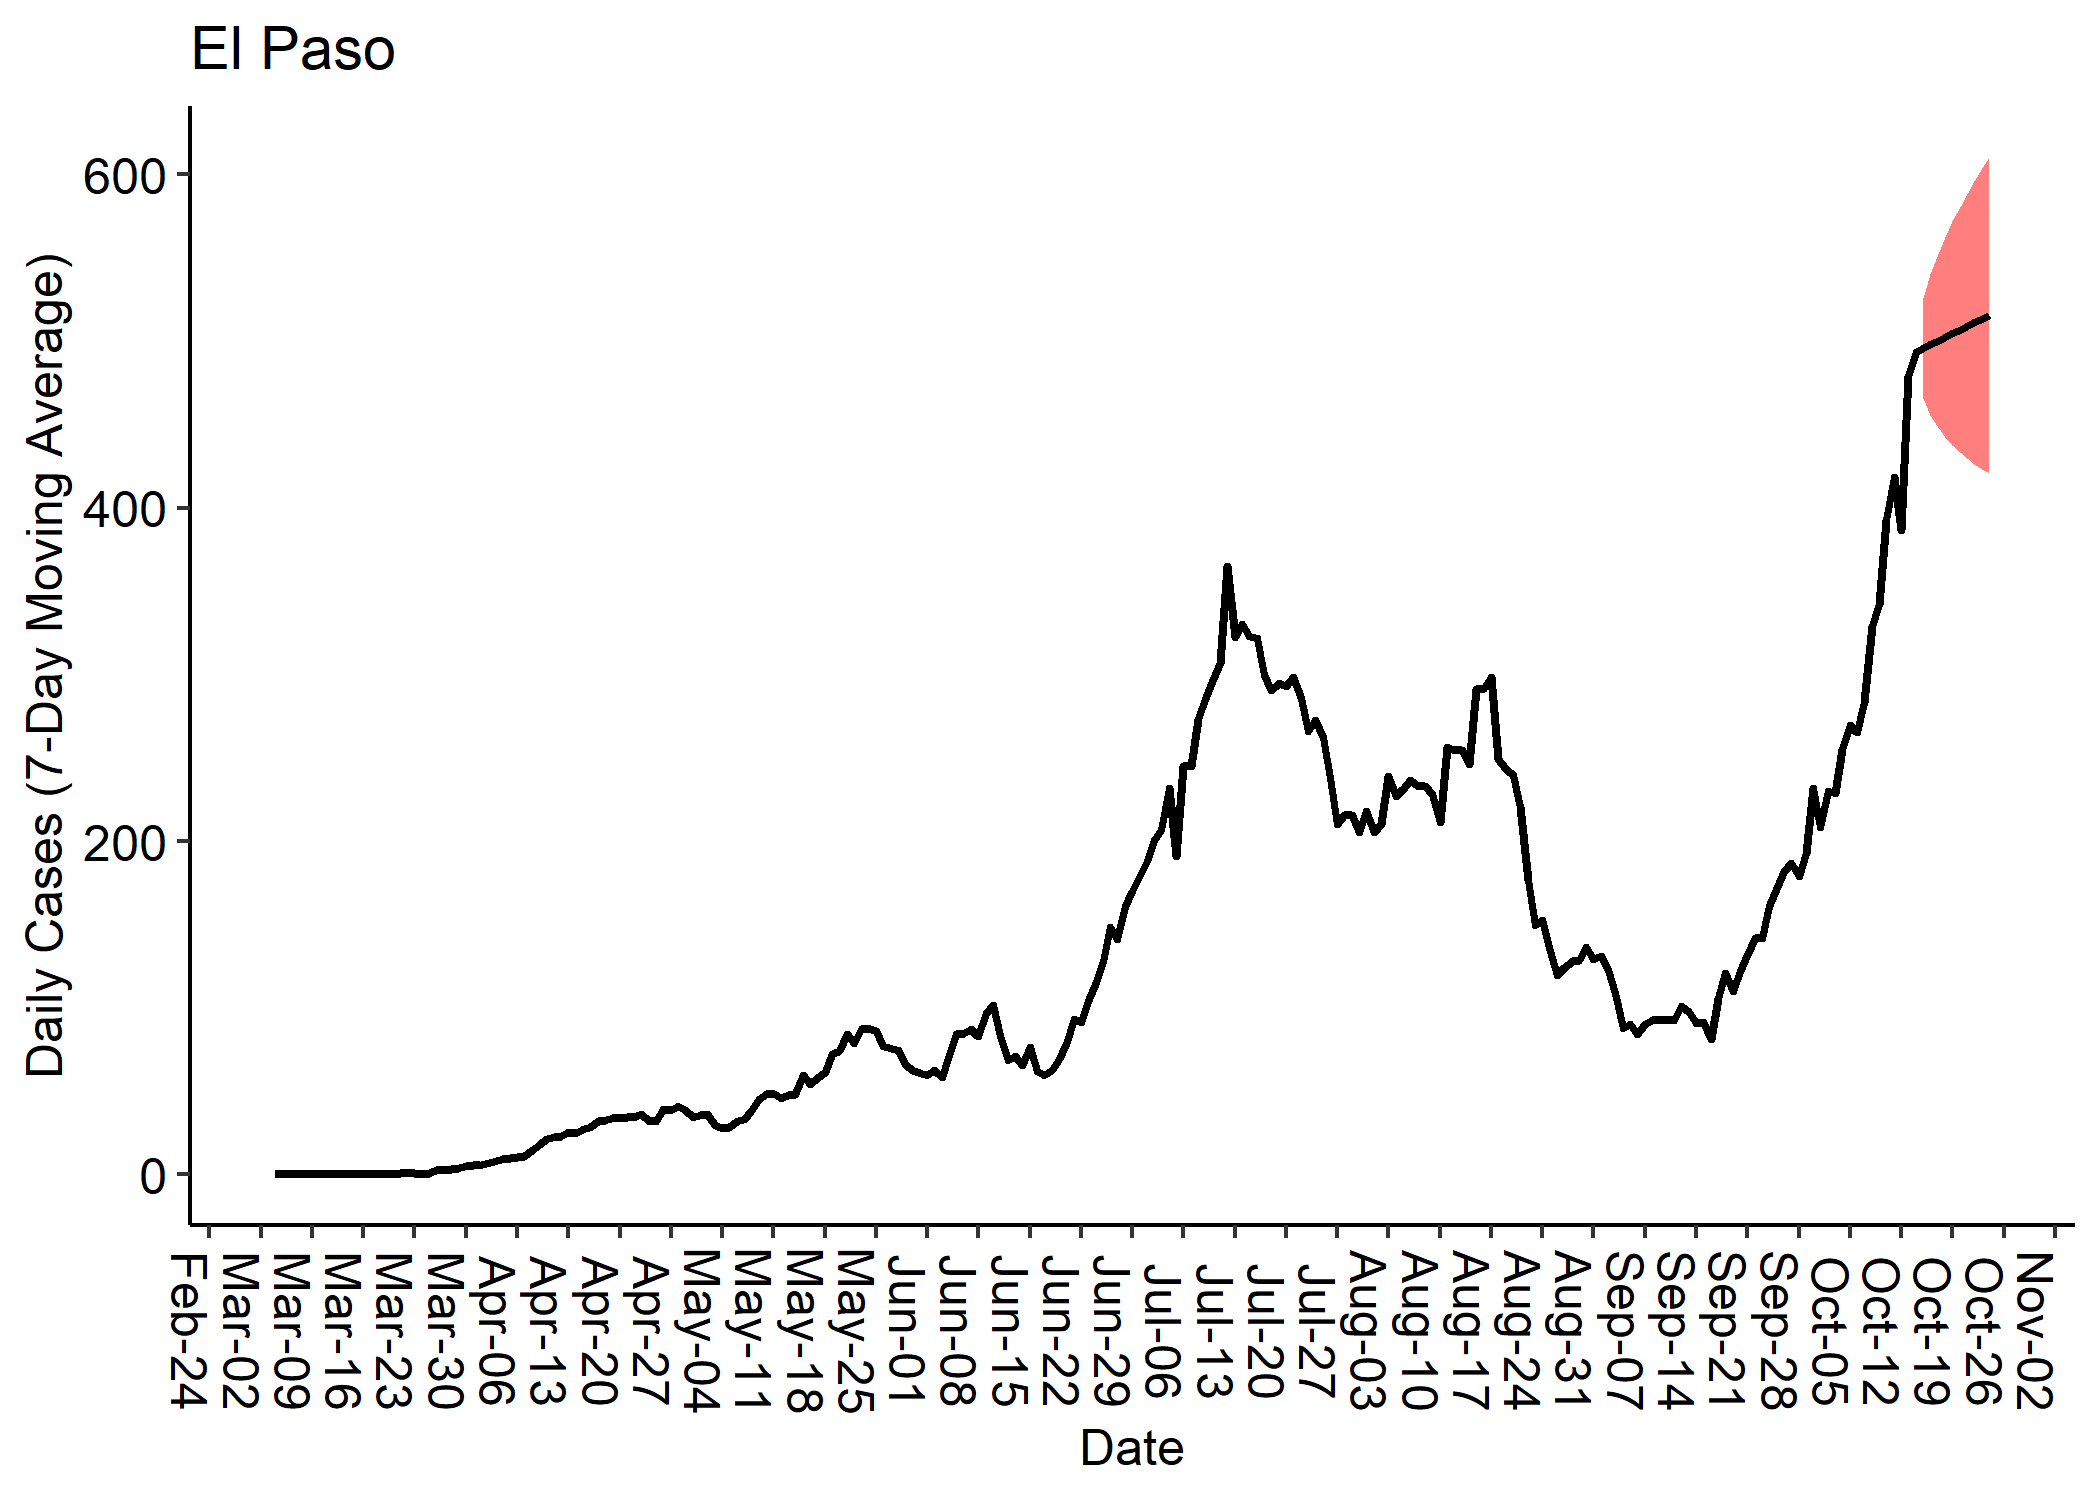 El Paso
Daily Cases (7-Day Moving Average)
600
400
200
0
Feb-24
Mar-02
Mar-09
Mar-16
Mar-23
Mar-30
Apr-06
Apr-13
Apr-20
Apr-27
May-04
May-11
May-18
May-25
Jun-01
Jun-08
Jun-15
Jun-22
Jun-29
Jul-06
Jul-13
Jul-20
Jul-27
Aug-03
Aug-10
Aug-17
Aug-24
Aug-31
Sep-07
Sep-14
Sep-21
Sep-28
Oct-05
Oct-12
Oct-19
Oct-26
Nov-02
Date